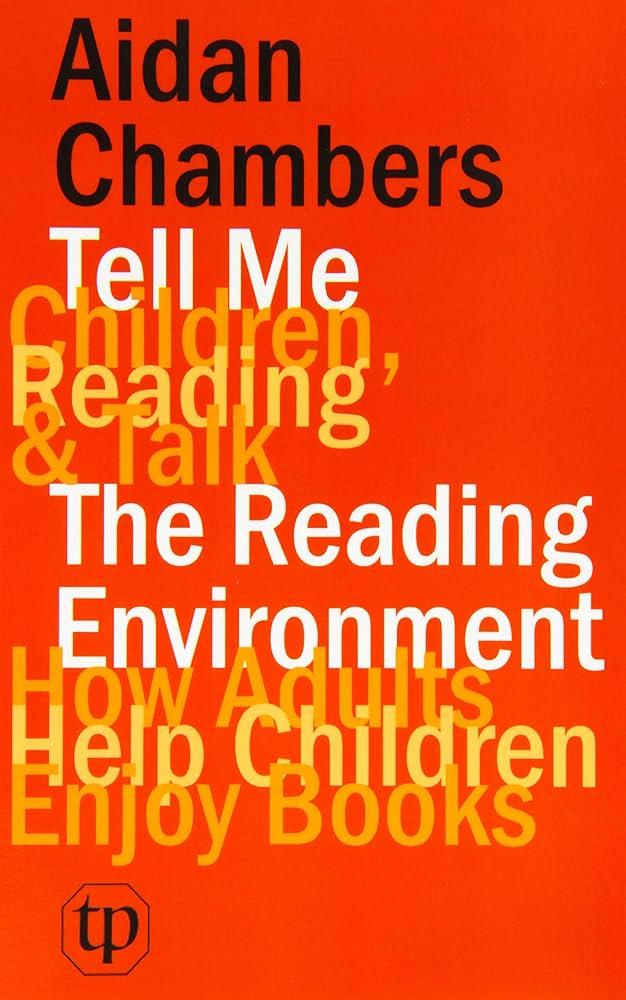 Aidan
Chambers
Tell Me
Children,
Reading
& Talk
The Reading
Environment
How Adults
Help Children
Enjoy Books
tp